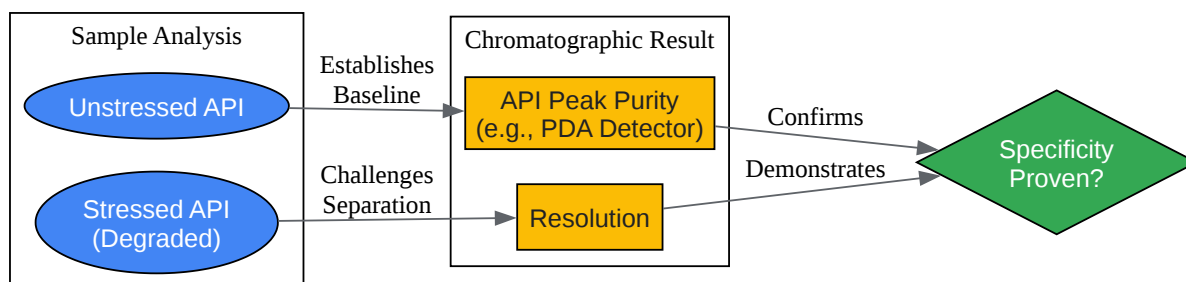 Sample Analysis
Unstressed API
Stressed API
(Degraded)
Establishes
Baseline
Challenges
Separation
Chromatographic Result
API Peak Purity
(e.g., PDA Detector)
Resolution
Confirms
Demonstrates
Specificity
Proven?